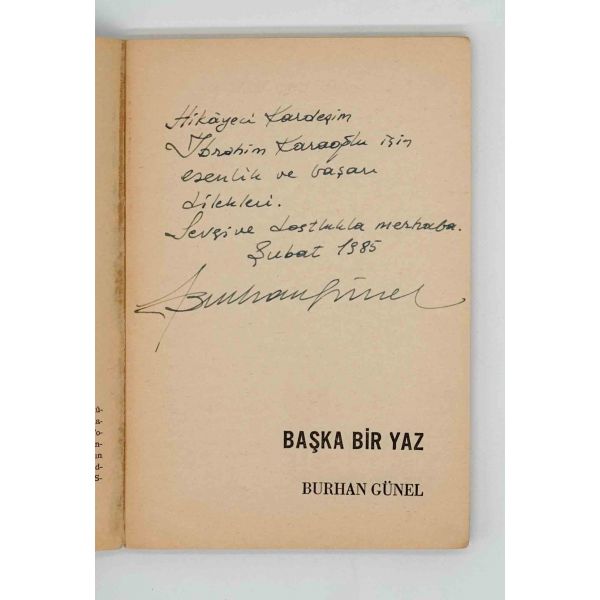 Hikâyeci Kardeşim
İbrahim Karaoğlu için
esenlik ve başarı
dilekleri.
Sevgi ve dostlukla merhaba.
Şubat 1985
Burhan Günel
BAŞKA BİR YAZ
BURHAN GÜNEL
ü-
a-
o-
n-
ın
d-
Ş-